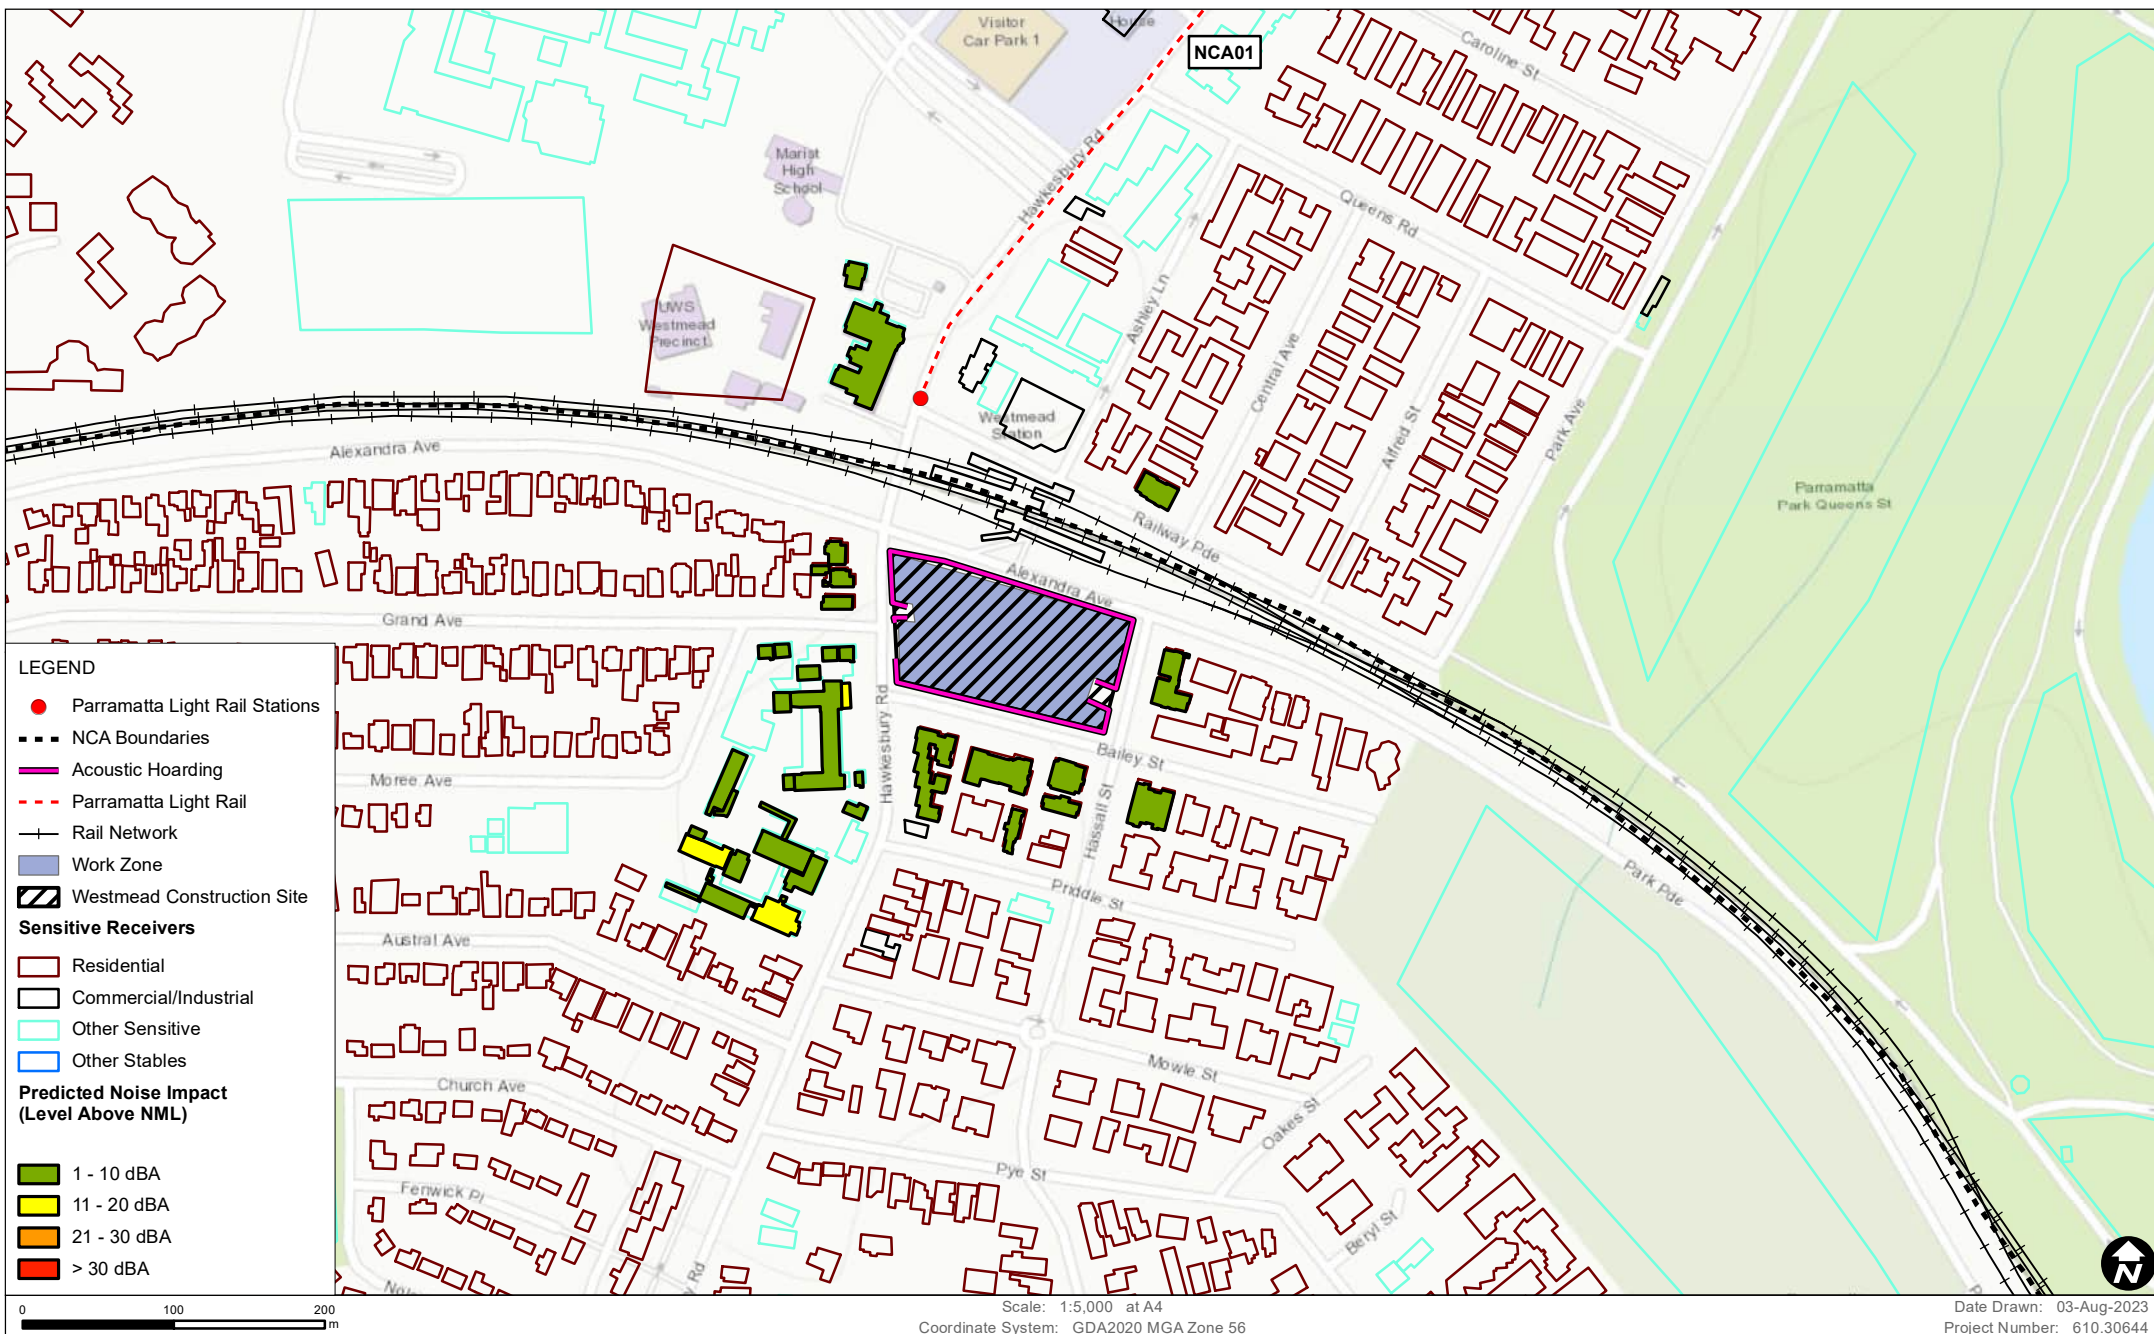 Visitor
Car Park 1
House
NCA01
Caroline St
Marist
High
School
Hawkesbury Rd
Queens Rd
UWS
Westmead
Precinct
Ashley Ln
Central Ave
Westmead
Station
Alfred St
Park Ave
Alexandra Ave
Parramatta
Park Queens St
Railway Pde
Alexandra Ave
Grand Ave
Hawkesbury Rd
Bailey St
Moree Ave
Hassall St
Park Pde
Priddle St
Austral Ave
Mowle St
Church Ave
Oakes St
Pye St
Fenwick Pl
Beryl St
Rd
LEGEND
Parramatta Light Rail Stations
NCA Boundaries
Acoustic Hoarding
Parramatta Light Rail
Rail Network
Work Zone
Westmead Construction Site
Sensitive Receivers
Residential
Commercial/Industrial
Other Sensitive
Other Stables
Predicted Noise Impact
(Level Above NML)
1 - 10 dBA
11 - 20 dBA
21 - 30 dBA
> 30 dBA
N
0 100 200
m
Scale: 1:5,000 at A4
Coordinate System: GDA2020 MGA Zone 56
Date Drawn: 03-Aug-2023
Project Number: 610.30644